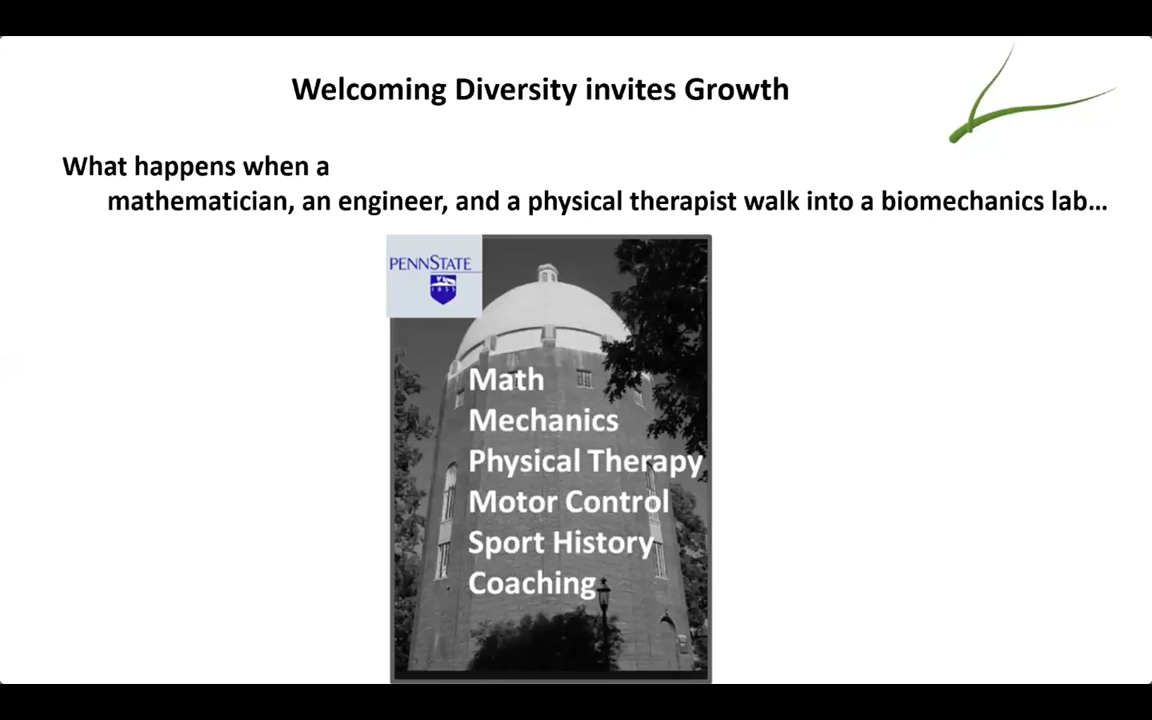 Welcoming Diversity invites Growth
What happens when a
mathematician, an engineer, and a physical therapist walk into a biomechanics lab...
PENNSTATE
1855
Math
Mechanics
Physical Therapy
Motor Control
Sport History
Coaching